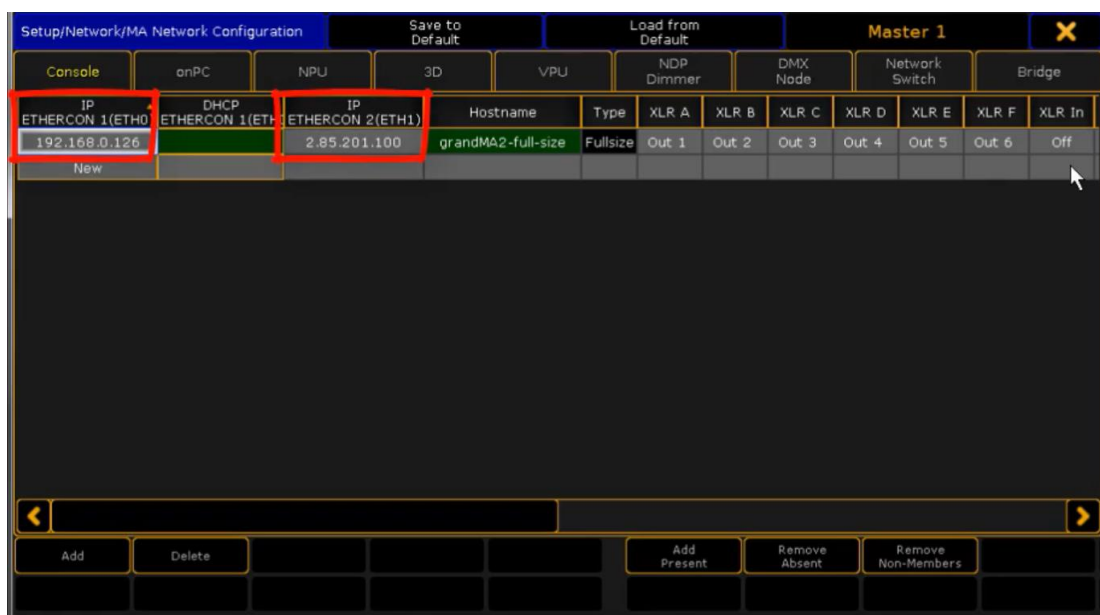 Setup/Network/MA Network Configuration
Save to
Default
Load from
Default
Master 1
Console
onPC
NPU
3D
VPU
NDP
Dimmer
DMX
Node
Network
Switch
Bridge
IP
ETHERCON 1(ETH0)
DHCP
ETHERCON 1(ETH
IP
ETHERCON 2(ETH1)
Hostname
Type
XLR A
XLR B
XLR C
XLR D
XLR E
XLR F
XLR In
192.168.0.126
2.85.201.100
grandMA2-full-size
Fullsize
Out 1
Out 2
Out 3
Out 4
Out 5
Out 6
Off
New
Add
Delete
Add
Present
Remove
Absent
Remove
Non-Members